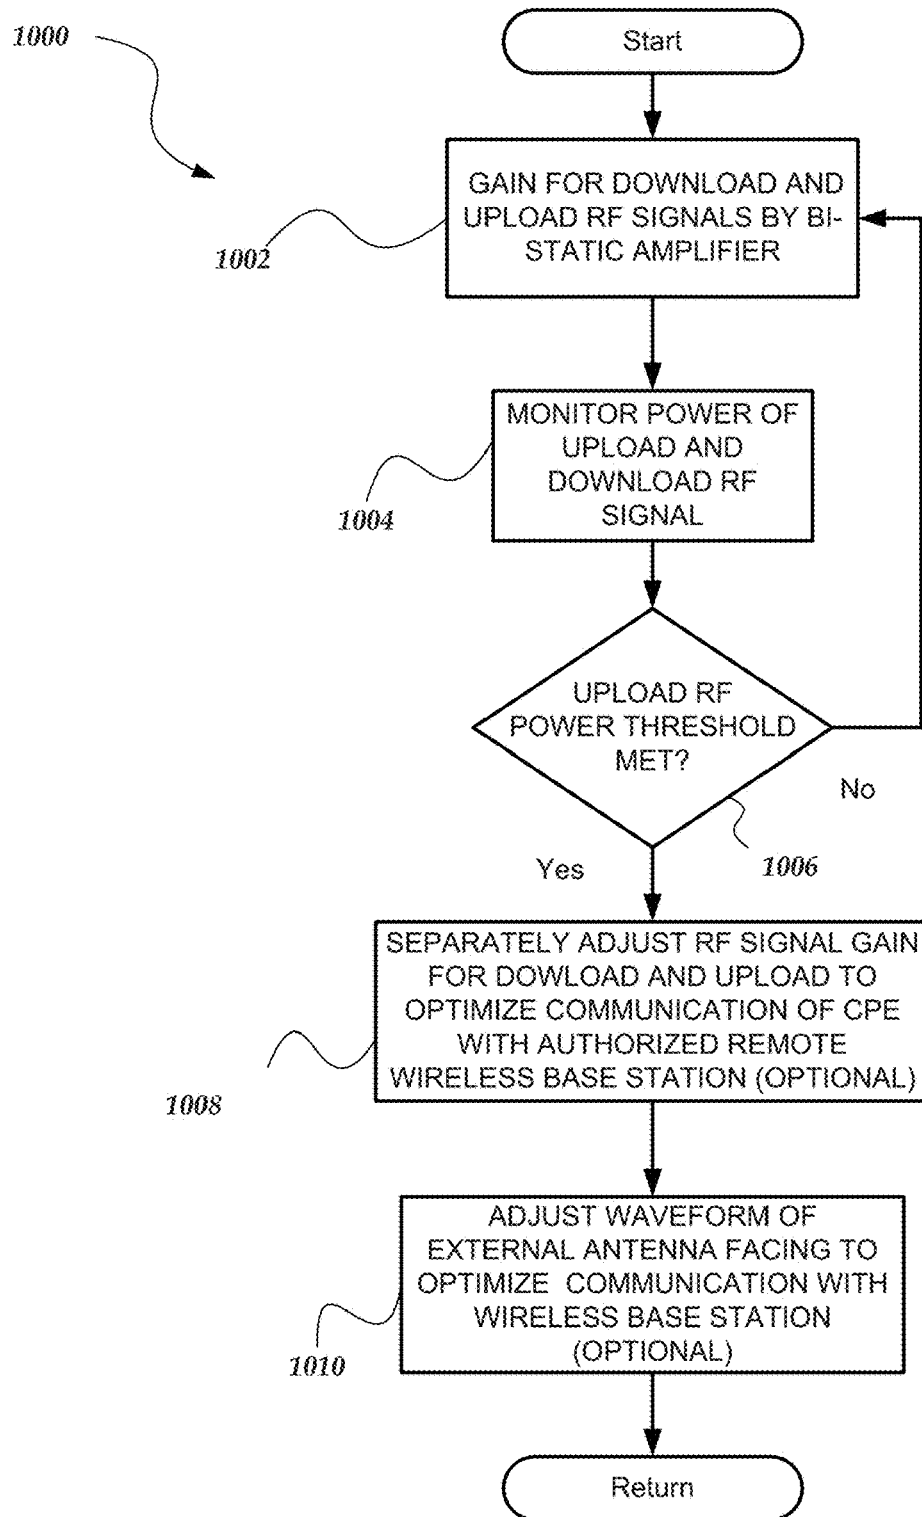 1000
Start
GAIN FOR DOWNLOAD AND
UPLOAD RF SIGNALS BY BI-
STATIC AMPLIFIER
1002
MONITOR POWER OF
UPLOAD AND
DOWNLOAD RF
SIGNAL
1004
UPLOAD RF
POWER THRESHOLD
MET?
No
1006
Yes
SEPARATELY ADJUST RF SIGNAL GAIN
FOR DOWLOAD AND UPLOAD TO
OPTIMIZE COMMUNICATION OF CPE
WITH AUTHORIZED REMOTE
WIRELESS BASE STATION (OPTIONAL)
1008
ADJUST WAVEFORM OF
EXTERNAL ANTENNA FACING TO
OPTIMIZE COMMUNICATION WITH
WIRELESS BASE STATION
(OPTIONAL)
1010
Return